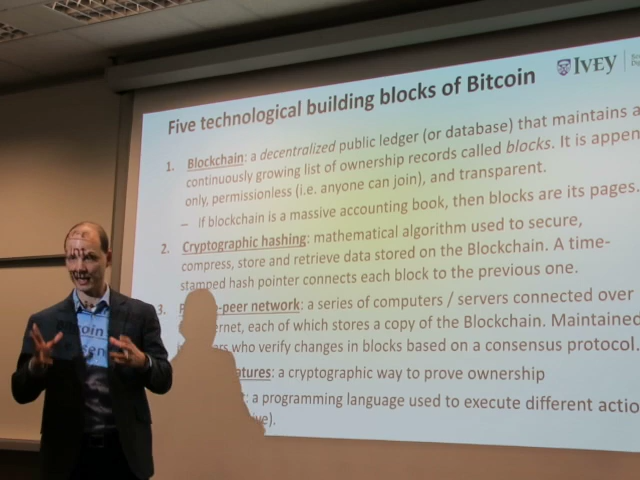 IVEY
Five technological building blocks of Bitcoin
1. Blockchain: a decentralized public ledger (or database) that maintains a
continuously growing list of ownership records called blocks. It is appen
only, permissionless (i.e. anyone can join), and transparent.
– If blockchain is a massive accounting book, then blocks are its pages.
2. Cryptographic hashing: mathematical algorithm used to secure,
compress, store and retrieve data stored on the Blockchain. A time-
stamped hash pointer connects each block to the previous one.
3. -peer network: a series of computers / servers connected over
ernet, each of which stores a copy of the Blockchain. Maintained
rs who verify changes in blocks based on a consensus protocol.
atures: a cryptographic way to prove ownership
: a programming language used to execute different actio
ive).